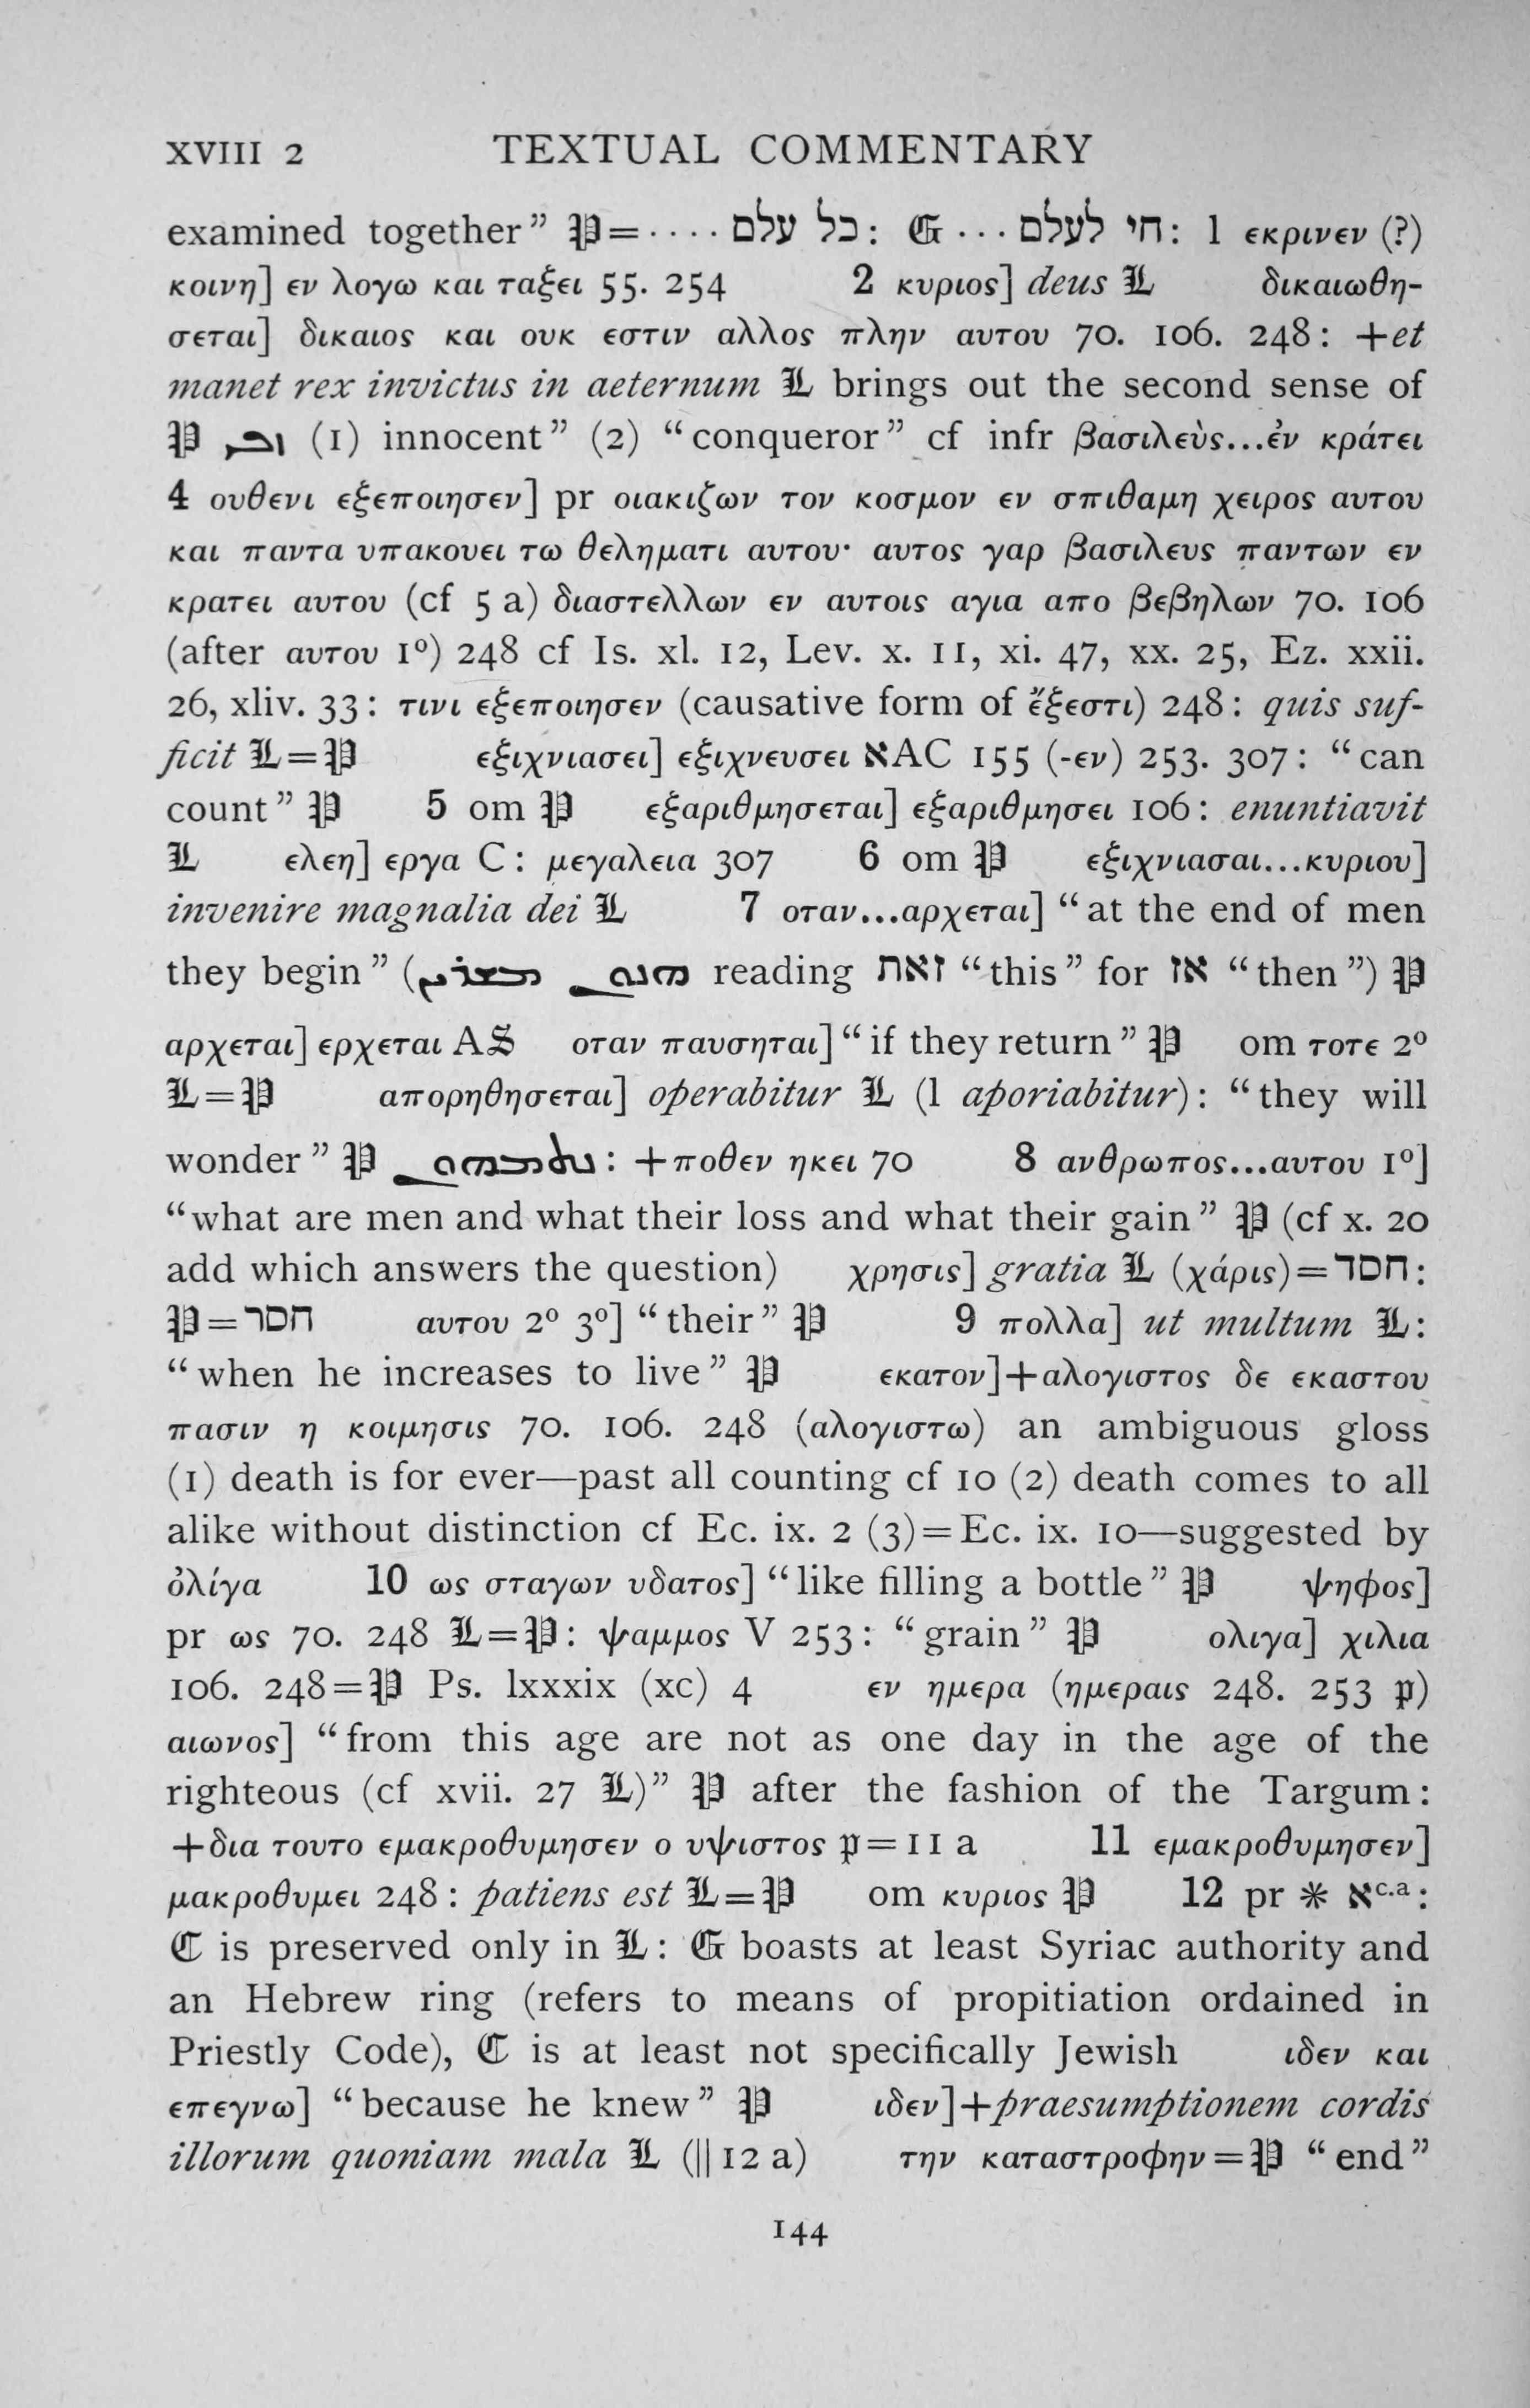 XVIII 2 TEXTUAL COMMENTARY
examined together” 𝔓=···· כל עלם: 𝔊 ··· חי לעלם: l εκρινεν (?)
κοινη] εν λογω και ταξει 55. 254 2 κυριος] deus 𝕷 δικαιωθη-
σεται] δικαιος και ουκ εστιν αλλος πλην αυτου 70. 106. 248: +et
manet rex invictus in aeternum 𝕷 brings out the second sense of
𝔓 ܙܟܝ (1) innocent” (2) “conqueror” cf infr βασιλεὺς...ἐν κράτει
4 ουθενι εξεποιησεν] pr οιακιζων τον κοσμον εν σπιθαμη χειρος αυτου
και παντα υπακουει τω θεληματι αυτου· αυτος γαρ βασιλευς παντων εν
κρατει αυτου (cf 5 a) διαστελλων εν αυτοις αγια απο βεβηλων 70. 106
(after αυτου 1⁰) 248 cf Is. xl. 12, Lev. x. 11, xi. 47, xx. 25, Ez. xxii.
26, xliv. 33: τινι εξεποιησεν (causative form of ἔξεστι) 248: quis suf-
ficit 𝕷=𝔓 εξιχνιασει] εξιχνευσει אAC 155 (-εν) 253. 307: “can
count” 𝔓 5 om 𝔓 εξαριθμησεται] εξαριθμησει 106: enuntiavit
𝕷 ελεη] εργα C: μεγαλεια 307 6 om 𝔓 εξιχνιασαι...κυριου]
invenire magnalia dei 𝕷 7 οταν...αρχεται] “at the end of men
they begin” ( reading זאת “this” for אז “then”) 𝔓
αρχεται] ερχεται A𝕾 οταν παυσηται] “if they return” 𝔓 om τοτε 2⁰
𝕷=𝔓 απορηθησεται] operabitur 𝕷 (l aporiabitur): “they will
wonder” 𝔓 : +ποθεν ηκει 70 8 ανθρωπος...αυτου 1⁰]
“what are men and what their loss and what their gain” 𝔓 (cf x. 20
add which answers the question) χρησις] gratia 𝕷 (χάρις)=חסד:
𝔓=חסר αυτου 2⁰ 3⁰] “their” 𝔓 9 πολλα] ut multum 𝕷:
“when he increases to live” 𝔓 εκατον]+αλογιστος δε εκαστου
πασιν η κοιμησις 70. 106. 248 (αλογιστω) an ambiguous gloss
(1) death is for ever—past all counting cf 10 (2) death comes to all
alike without distinction cf Ec. ix. 2 (3)=Ec. ix. 10—suggested by
ὀλίγα 10 ως σταγων υδατος] “like filling a bottle” 𝔓 ψηφος]
pr ως 70. 248 𝕷=𝔓: ψαμμος V 253: “grain” 𝔓 ολιγα] χιλια
106. 248=𝔓 Ps. lxxxix (xc) 4 εν ημερα (ημεραις 248. 253 𝔭)
αιωνος] “from this age are not as one day in the age of the
righteous (cf xvii. 27 𝕷)” 𝔓 after the fashion of the Targum:
+δια τουτο εμακροθυμησεν ο υψιστος 𝔭=11 a 11 εμακροθυμησεν]
μακροθυμει 248: patiens est 𝕷=𝔓 om κυριος 𝔓 12 pr ※ אᶜ·ᵃ:
ℭ is preserved only in 𝕷: 𝔊 boasts at least Syriac authority and
an Hebrew ring (refers to means of propitiation ordained in
Priestly Code), ℭ is at least not specifically Jewish ιδεν και
επεγνω] “because he knew” 𝔓 ιδεν]+praesumptionem cordis
illorum quoniam mala 𝕷 (||12 a) την καταστροφην=𝔓 “end”
144